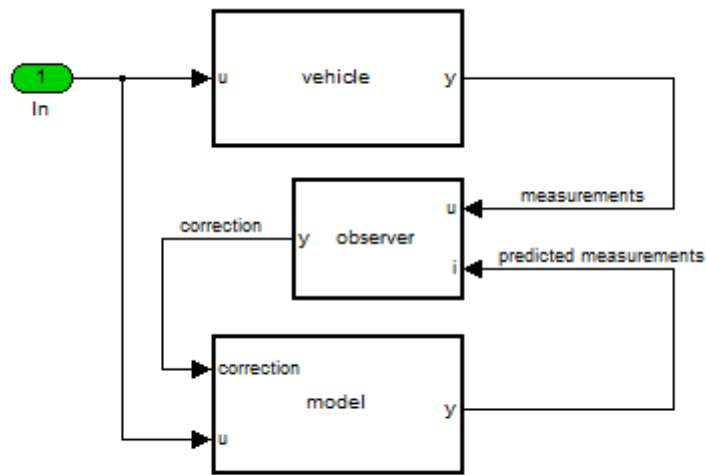 1
In
u
vehicle
y
measurements
u
correction
y
observer
predicted measurements
i
correction
model
y
u